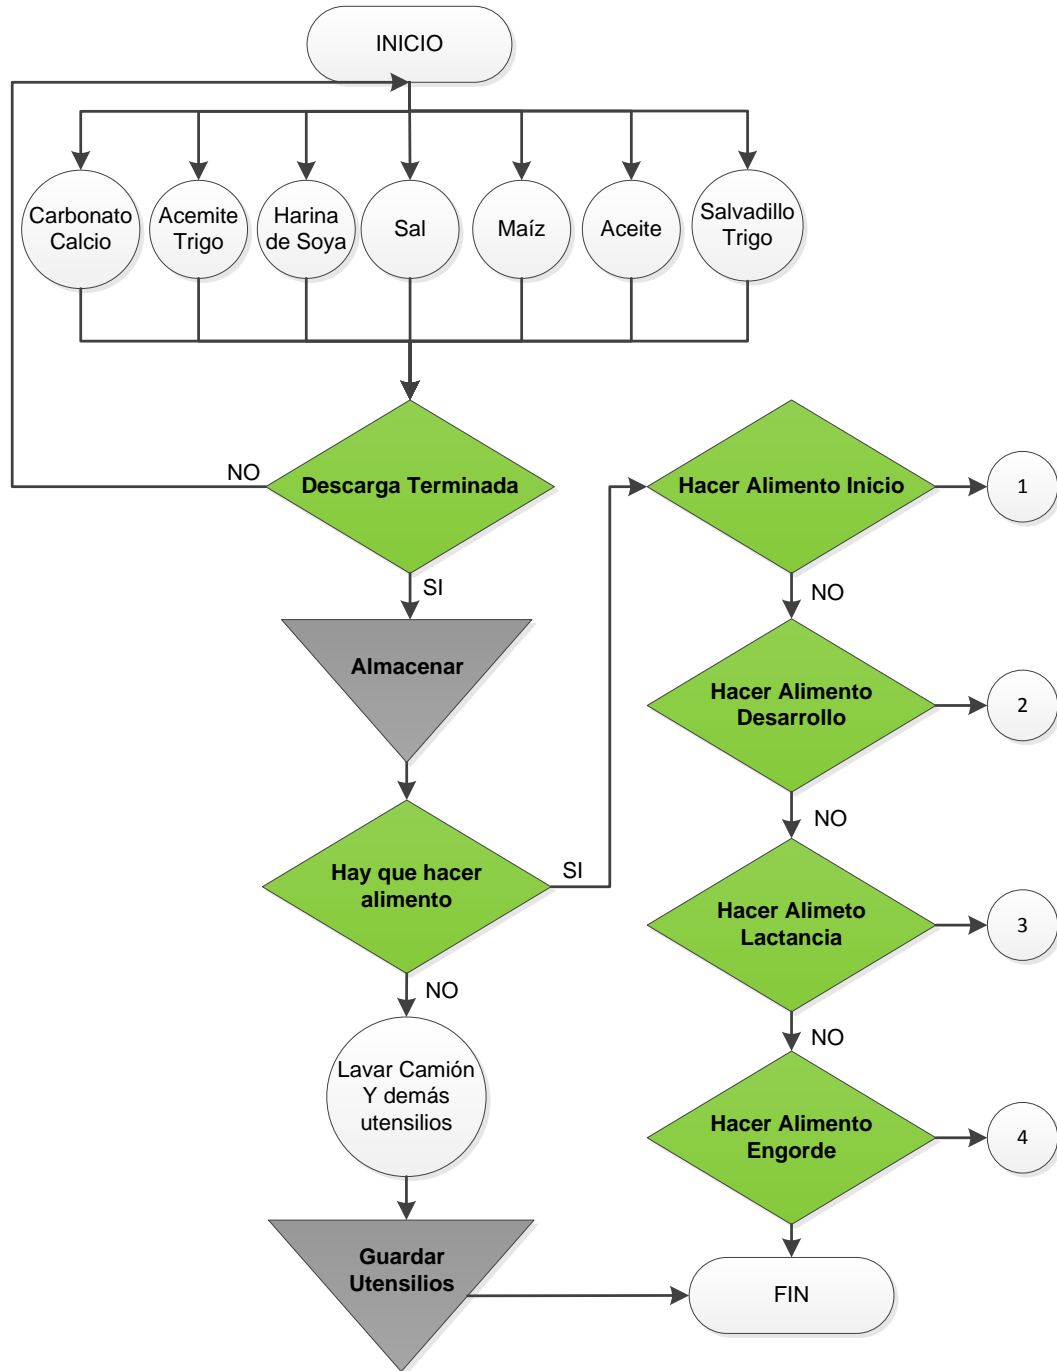 INICIO
Carbonato
Calcio
Acemite
Trigo
Harina
de Soya
Sal
Maíz
Aceite
Salvadillo
Trigo
NO
Descarga Terminada
SI
Hacer Alimento Inicio
1
NO
Almacenar
Hacer Alimento
Desarrollo
2
NO
Hay que hacer
alimento
SI
Hacer Alimeto
Lactancia
3
NO
NO
Lavar Camión
Y demás
utensilios
Hacer Alimento
Engorde
4
Guardar
Utensilios
FIN